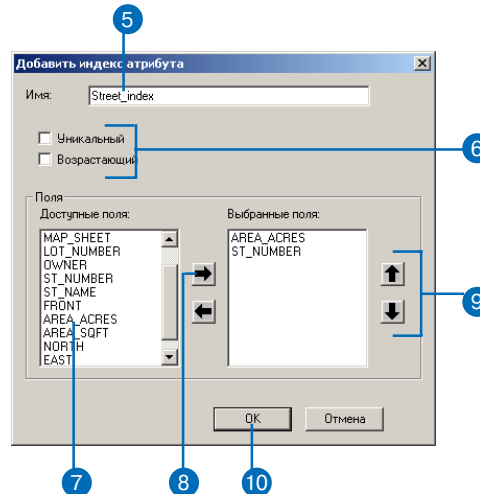 5
Добавить индекс атрибута
Имя:
Street_index
Уникальный
Возрастающий
6
Поля
Доступные поля:
Выбранные поля:
MAP_SHEET
LOT_NUMBER
OWNER
ST_NUMBER
ST_NAME
FRONT
AREA_ACRES
AREA_SQFT
NORTH
EAST
AREA_ACRES
ST_NUMBER
9
OK
Отмена
7
8
10